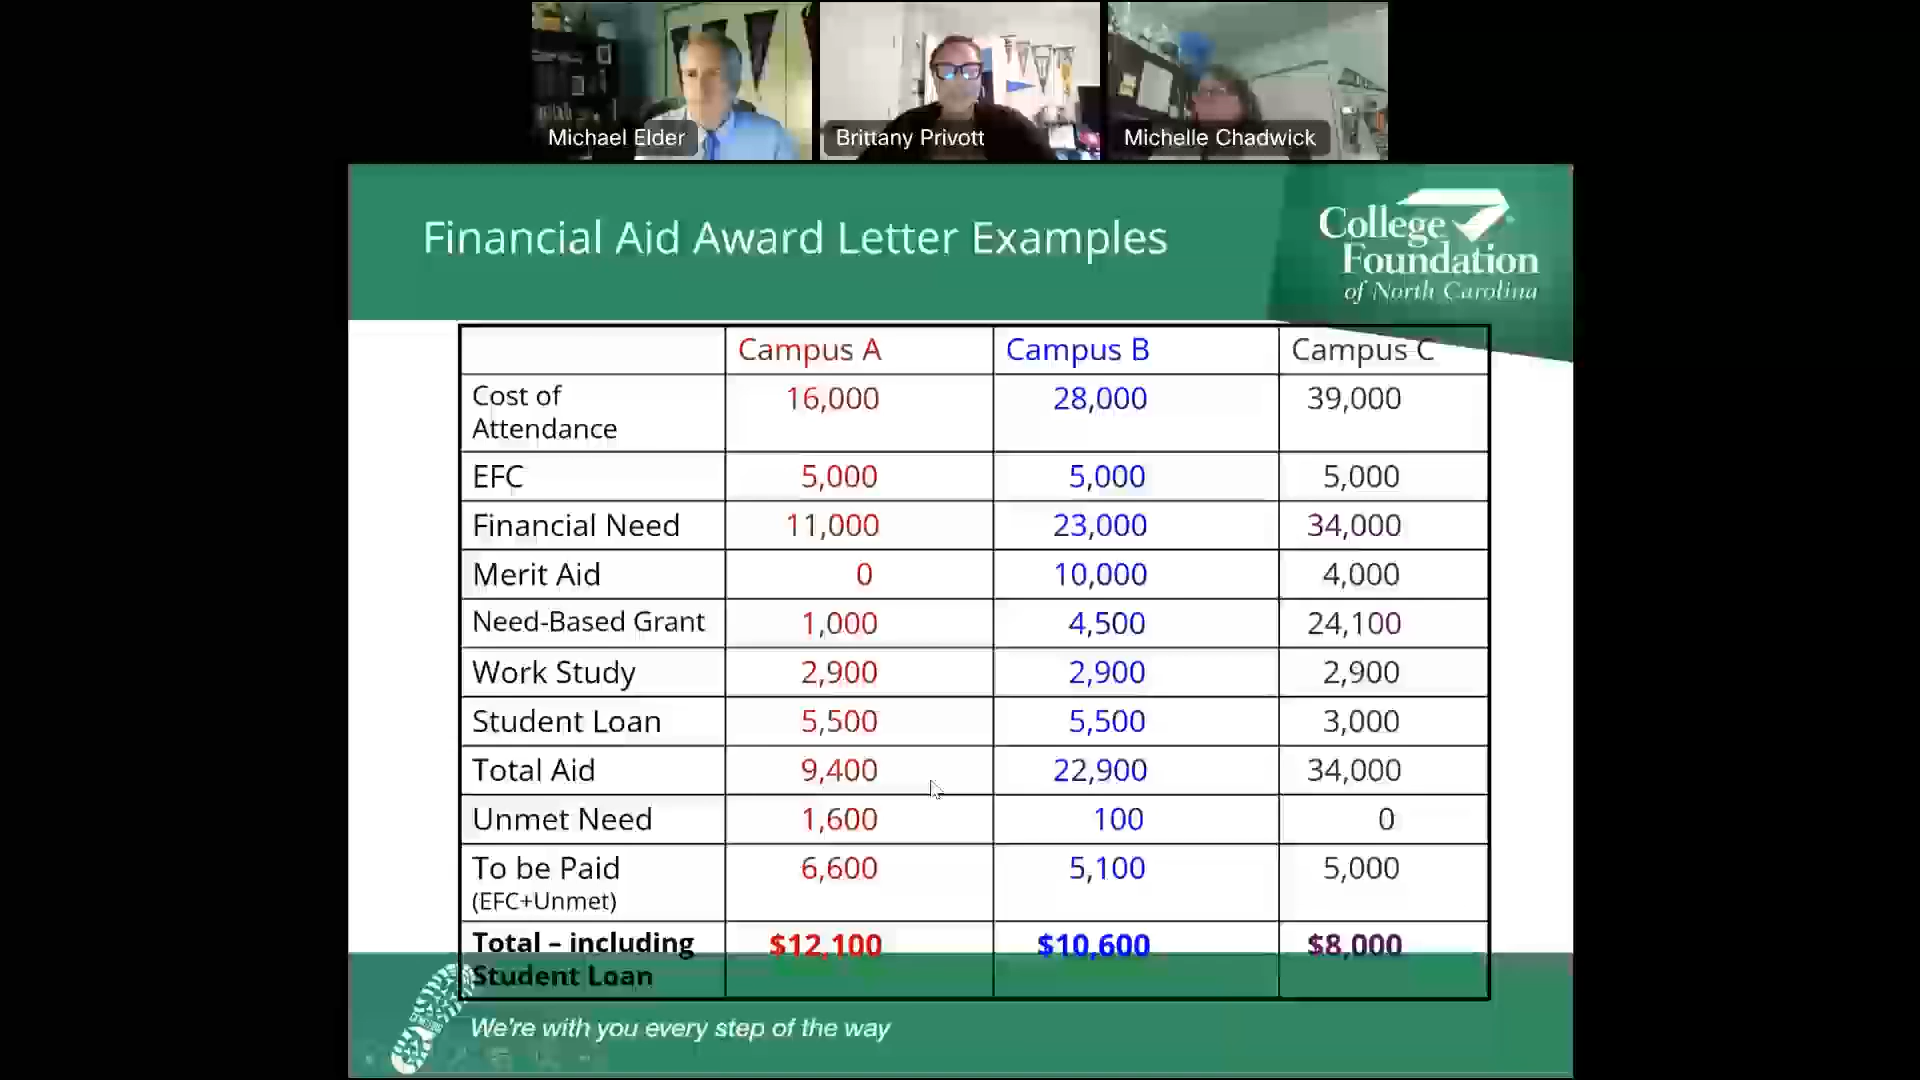 Michael Elder
Brittany Privott
Michelle Chadwick
Financial Aid Award Letter Examples
College
Foundation
of North Carolina
Campus A Campus B Campus C
Cost of
Attendance 16,000 28,000 39,000
EFC 5,000 5,000 5,000
Financial Need 11,000 23,000 34,000
Merit Aid 0 10,000 4,000
Need-Based Grant 1,000 4,500 24,100
Work Study 2,900 2,900 2,900
Student Loan 5,500 5,500 3,000
Total Aid 9,400 22,900 34,000
Unmet Need 1,600 100 0
To be Paid 6,600 5,100 5,000
(EFC+Unmet)
Total – including $12,100 $10,600 $8,000
Student Loan
We're with you every step of the way